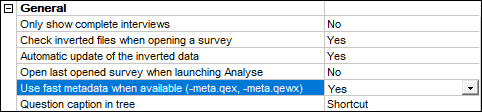 General
Only show complete interviews No
Check inverted files when opening a survey Yes
Automatic update of the inverted data Yes
Open last opened survey when launching Analyse No
Use fast metadata when available (-meta.qex, -meta.qewx) Yes
Question caption in tree Shortcut